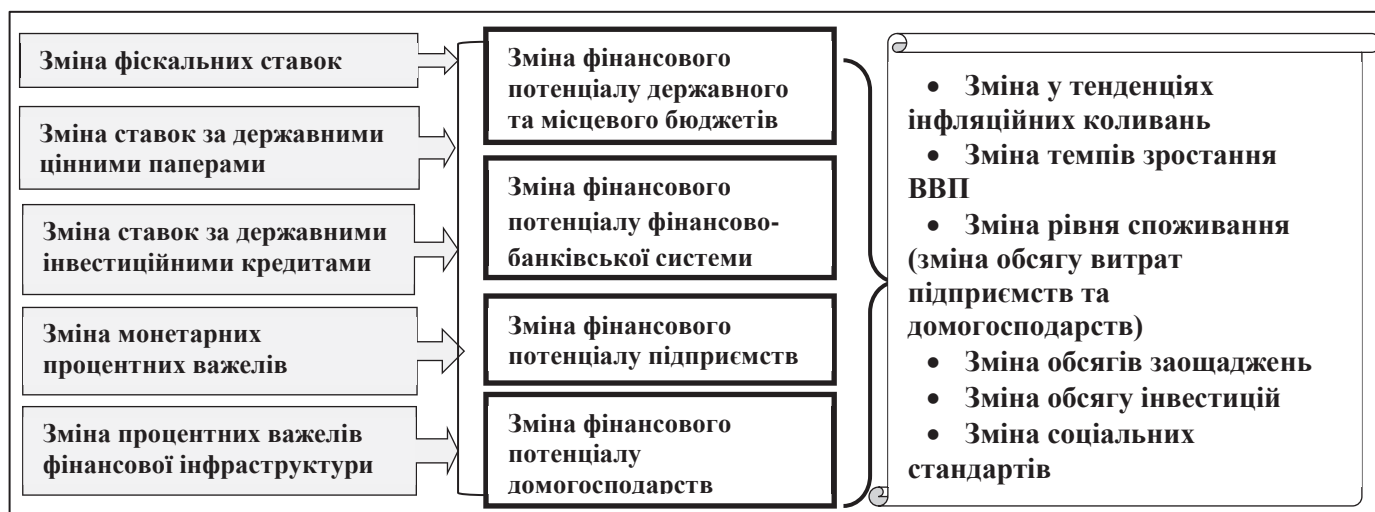 Зміна фіскальних ставок
Зміна ставок за державними
цінними паперами
Зміна ставок за державними
інвестиційними кредитами
Зміна монетарних
процентних важелів
Зміна процентних важелів
фінансової інфраструктури
Зміна фінансового
потенціалу державного
та місцевого бюджетів
Зміна фінансового
потенціалу фінансово-
банківської системи
Зміна фінансового
потенціалу підприємств
Зміна фінансового
потенціалу
домогосподарств
• Зміна у тенденціях
інфляційних коливань
• Зміна темпів зростання
ВВП
• Зміна рівня споживання
(зміна обсягу витрат
підприємств та
домогосподарств)
• Зміна обсягів заощаджень
• Зміна обсягу інвестицій
• Зміна соціальних
стандартів